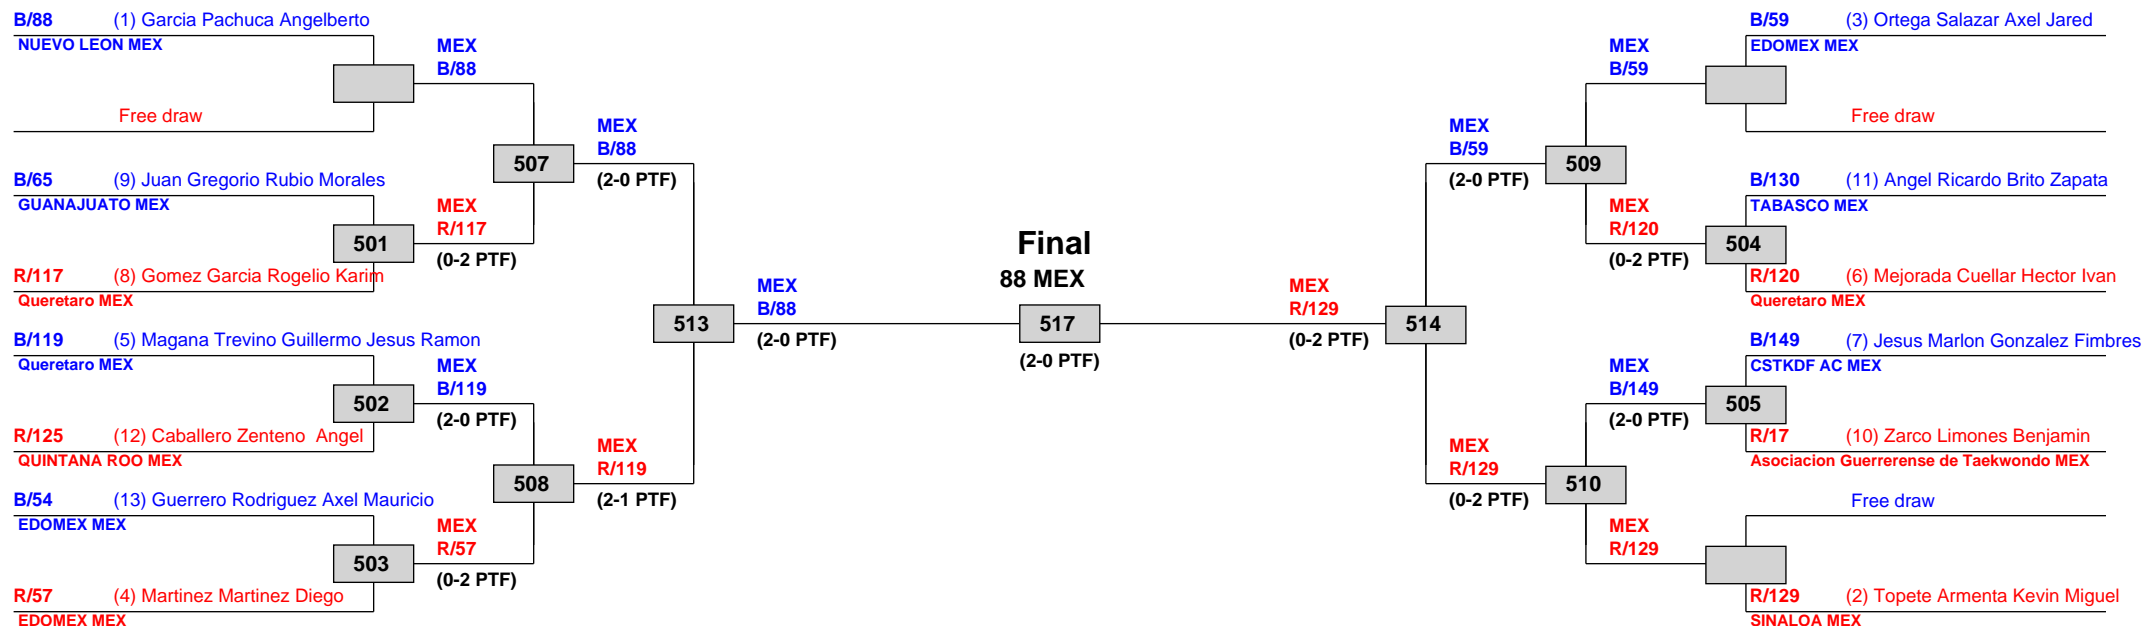 B/88 (1) Garcia Pachuca Angelberto
NUEVO LEON MEX
Free draw
B/65 (9) Juan Gregorio Rubio Morales
GUANAJUATO MEX
R/117 (8) Gomez Garcia Rogelio Karim
Queretaro MEX
B/119 (5) Magana Trevino Guillermo Jesus Ramon
Queretaro MEX
R/125 (12) Caballero Zenteno  Angel
QUINTANA ROO MEX
B/54 (13) Guerrero Rodriguez Axel Mauricio
EDOMEX MEX
R/57 (4) Martinez Martinez Diego
EDOMEX MEX
501
502
503
MEX
B/88
MEX
R/117
(0-2 PTF)
MEX
B/119
(2-0 PTF)
MEX
R/57
(0-2 PTF)
507
508
MEX
B/88
(2-0 PTF)
MEX
R/119
(2-1 PTF)
513
MEX
B/88
(2-0 PTF)
Final
88 MEX
517
(2-0 PTF)
MEX
R/129
(0-2 PTF)
514
MEX
B/59
(2-0 PTF)
MEX
R/129
(0-2 PTF)
509
510
MEX
B/59
MEX
R/120
(0-2 PTF)
MEX
B/149
(2-0 PTF)
MEX
R/129
504
505
B/59 (3) Ortega Salazar Axel Jared
EDOMEX MEX
Free draw
B/130 (11) Angel Ricardo Brito Zapata
TABASCO MEX
R/120 (6) Mejorada Cuellar Hector Ivan
Queretaro MEX
B/149 (7) Jesus Marlon Gonzalez Fimbres
CSTKDF AC MEX
R/17 (10) Zarco Limones Benjamin
Asociacion Guerrerense de Taekwondo MEX
Free draw
R/129 (2) Topete Armenta Kevin Miguel
SINALOA MEX